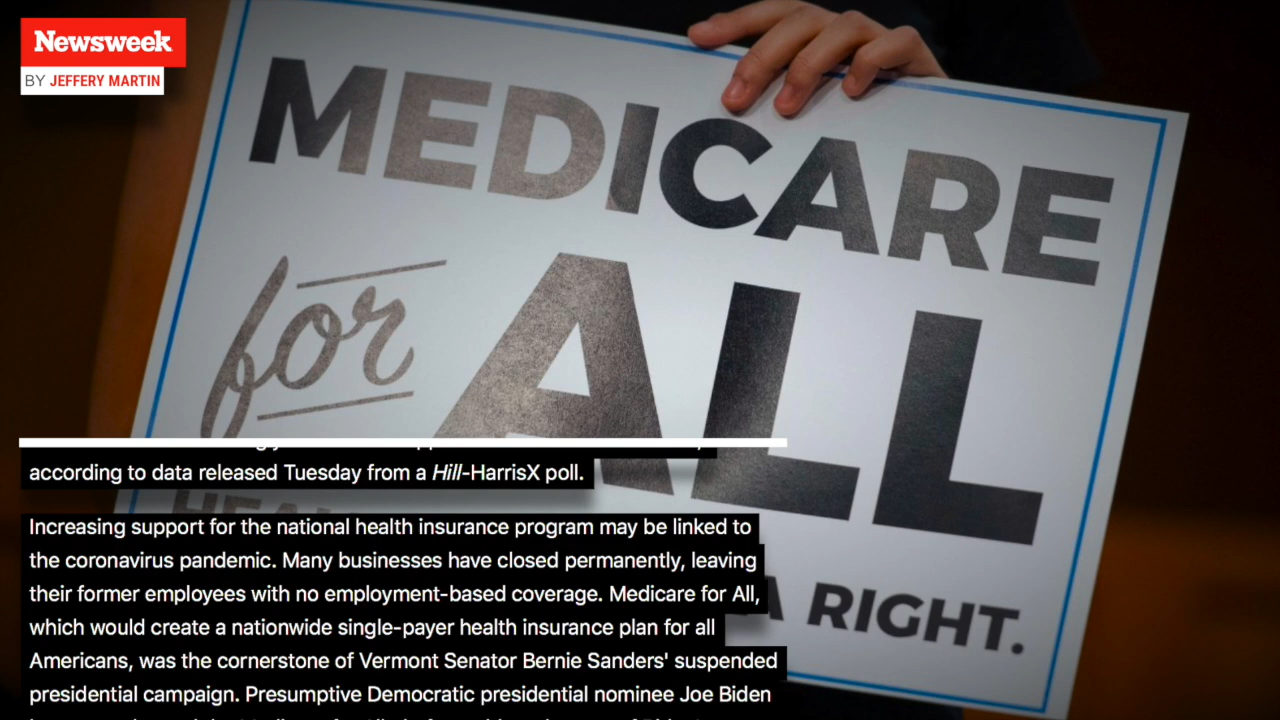 Newsweek
BY JEFFERY MARTIN
MEDICARE
for ALL
A RIGHT.
according to data released Tuesday from a Hill-HarrisX poll.
Increasing support for the national health insurance program may be linked to
the coronavirus pandemic. Many businesses have closed permanently, leaving
their former employees with no employment-based coverage. Medicare for All,
which would create a nationwide single-payer health insurance plan for all
Americans, was the cornerstone of Vermont Senator Bernie Sanders' suspended
presidential campaign. Presumptive Democratic presidential nominee Joe Biden